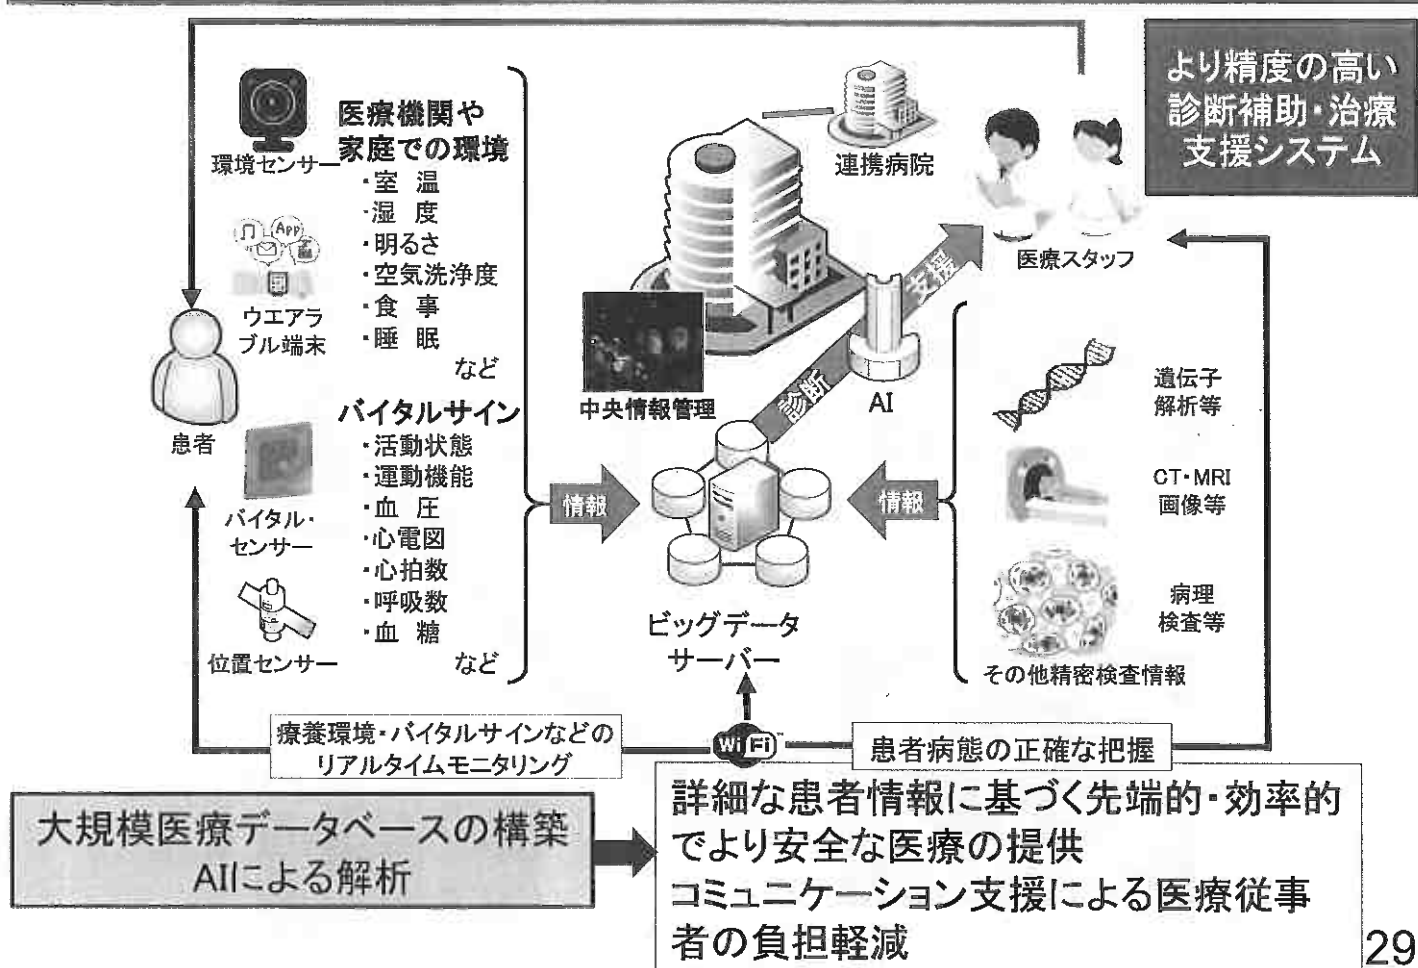 より精度の高い
診断補助・治療
支援システム
環境センサー
医療機関や
家庭での環境
・室 温
・湿 度
・明るさ
・空気洗浄度
・食 事
・睡 眠
など
App
ウエアラ
ブル端末
患者
バイタルサイン
・活動状態
・運動機能
・血 圧
・心電図
・心拍数
・呼吸数
・血 糖
など
バイタル・
センサー
位置センサー
連携病院
医療スタッフ
中央情報管理
診断
支援
AI
情報
情報
ビッグデータ
サーバー
遺伝子
解析等
CT・MRI
画像等
病理
検査等
その他精密検査情報
療養環境・バイタルサインなどの
リアルタイムモニタリング
Wi Fi
患者病態の正確な把握
大規模医療データベースの構築
AIによる解析
詳細な患者情報に基づく先端的・効率的
でより安全な医療の提供
コミュニケーション支援による医療従事
者の負担軽減
29